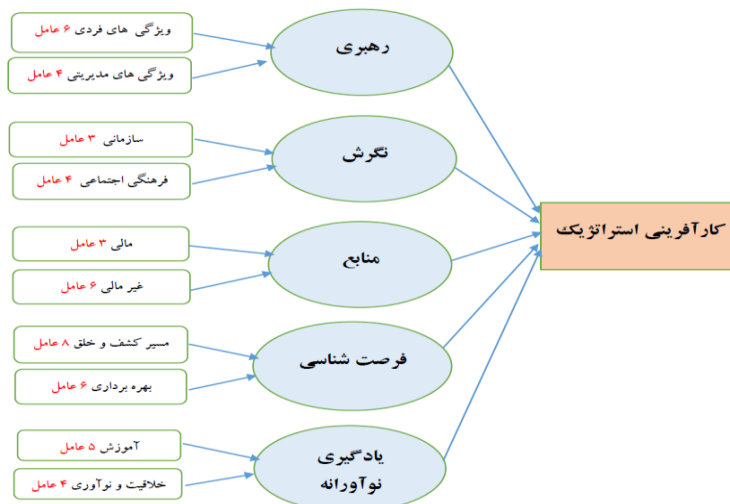 ویژگی های فردی ۶ عامل
ویژگی های مدیریتی ۴ عامل
رهبری
سازمانی ۳ عامل
فرهنگی اجتماعی ۴ عامل
نگرش
مالی ۳ عامل
غیر مالی ۶ عامل
منابع
مسیر کشف و خلق ۸ عامل
بهره برداری ۶ عامل
فرصت شناسی
آموزش ۵ عامل
خلاقیت و نوآوری ۴ عامل
یادگیری
نوآورانه
کارآفرینی استراتژیک